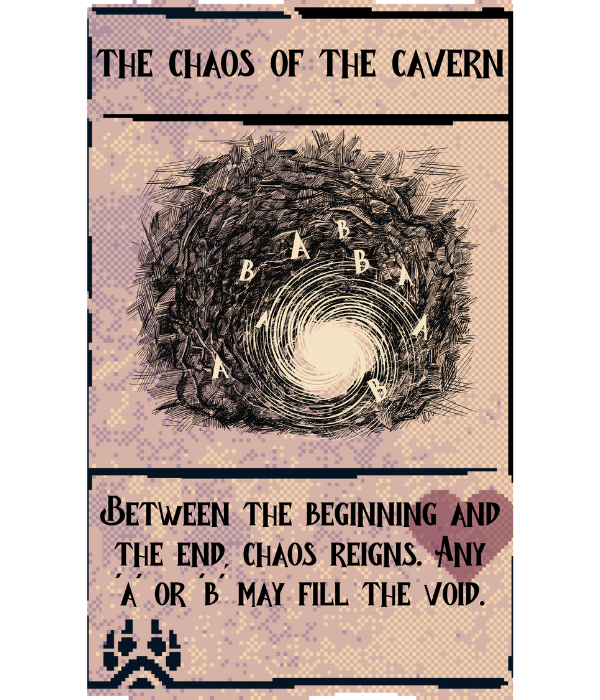 The chaos of the cavern
B
A
B
B
A
A
A
A
B
Between the beginning and
the end, chaos reigns. Any
'a' or 'b' may fill the void.